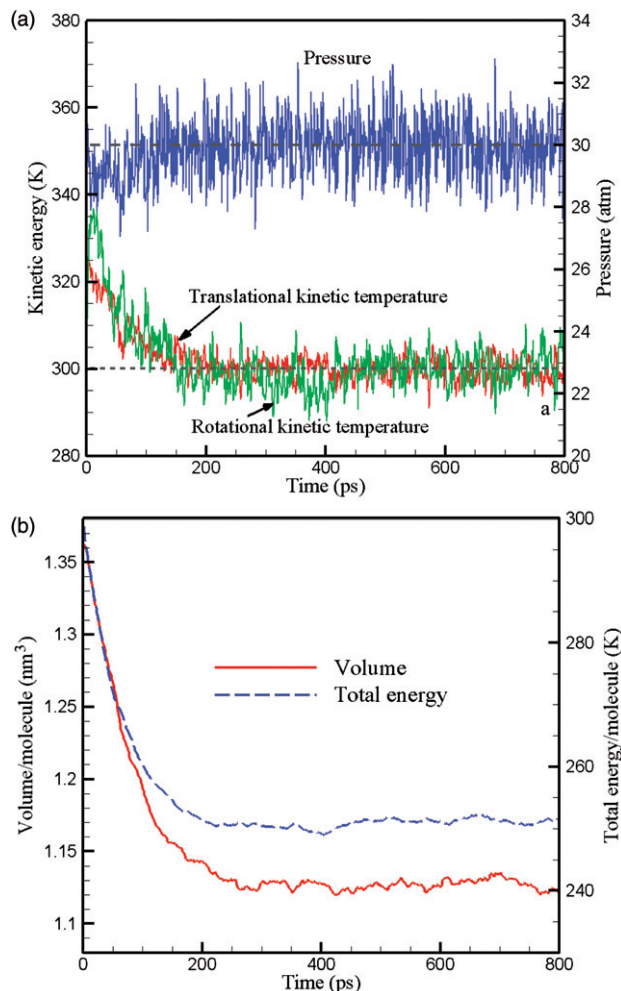 (a)
380
360
340
320
300
280
Kinetic energy (K)
34
32
30
28
26
24
22
20
Pressure (atm)
Pressure
Translational kinetic temperature
Rotational kinetic temperature
a
0
200
400
600
800
Time (ps)
(b)
1.35
1.3
1.25
1.2
1.15
1.1
Volume/molecule (nm³)
300
280
260
240
Total energy/molecule (K)
Volume
Total energy
0
200
400
600
800
Time (ps)